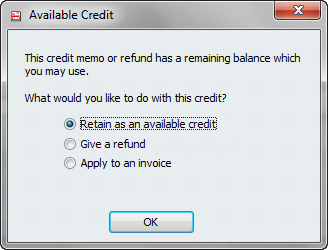 Available Credit
This credit memo or refund has a remaining balance which
you may use.
What would you like to do with this credit?
Retain as an available credit
Give a refund
Apply to an invoice
OK